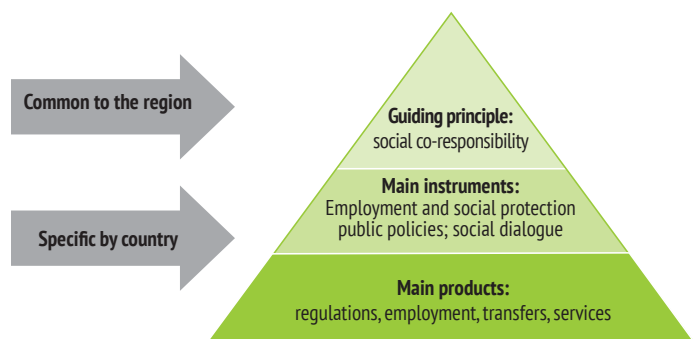 Common to the region
Guiding principle:
social co-responsibility
Main instruments:
Employment and social protection
public policies; social dialogue
Specific by country
Main products:
regulations, employment, transfers, services